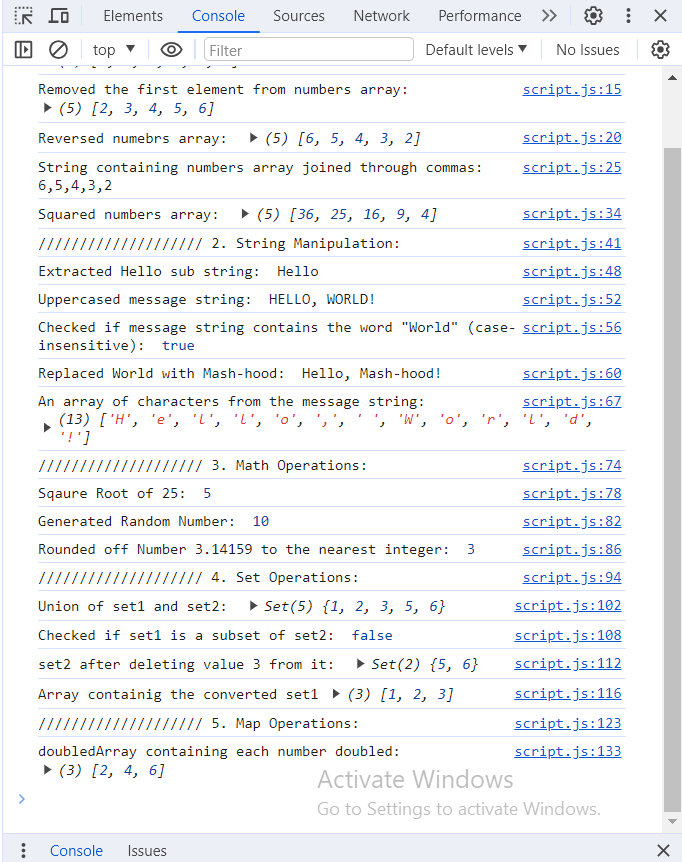 Elements Console Sources Network Performance
top Filter Default levels No Issues
Removed the first element from numbers array: script.js:15
(5) [2, 3, 4, 5, 6]
Reversed numebrs array: (5) [6, 5, 4, 3, 2] script.js:20
String containing numbers array joined through commas: script.js:25
6,5,4,3,2
Squared numbers array: (5) [36, 25, 16, 9, 4] script.js:34
//////////////////// 2. String Manipulation: script.js:41
Extracted Hello sub string: Hello script.js:48
Uppercased message string: HELLO, WORLD! script.js:52
Checked if message string contains the word "World" (case- script.js:56
insensitive): true
Replaced World with Mash-hood: Hello, Mash-hood! script.js:60
An array of characters from the message string: script.js:67
(13) ['H', 'e', 'l', 'l', 'o', ',', ' ', 'W', 'o', 'r', 'l', 'd',
'!']
//////////////////// 3. Math Operations: script.js:74
Sqaure Root of 25: 5 script.js:78
Generated Random Number: 10 script.js:82
Rounded off Number 3.14159 to the nearest integer: 3 script.js:86
//////////////////// 4. Set Operations: script.js:94
Union of set1 and set2: Set(5) {1, 2, 3, 5, 6} script.js:102
Checked if set1 is a subset of set2: false script.js:108
set2 after deleting value 3 from it: Set(2) {5, 6} script.js:112
Array containig the converted set1 (3) [1, 2, 3] script.js:116
//////////////////// 5. Map Operations: script.js:123
doubledArray containing each number doubled: script.js:133
(3) [2, 4, 6]
Activate Windows
Go to Settings to activate Windows.
Console Issues